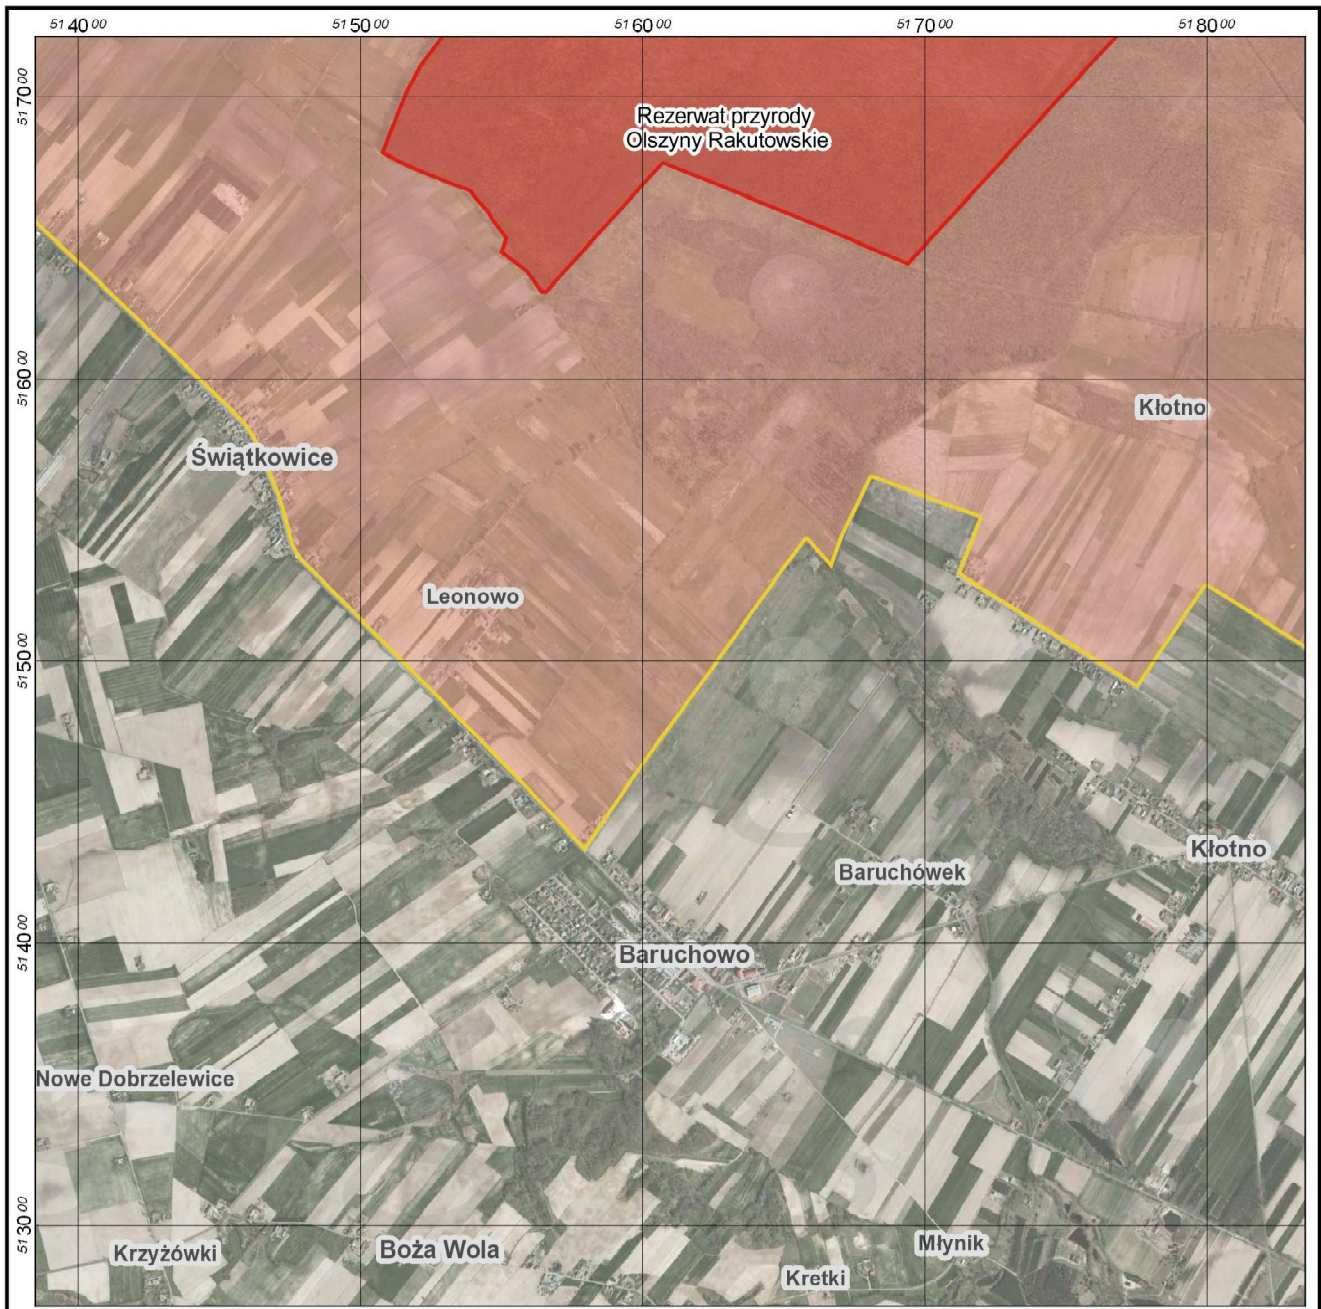 51 40 00
51 50 00
51 60 00
51 70 00
51 80 00
51 70 00
Rezerwat przyrody
Olszyny Rakutowskie
51 60 00
Kłotno
Świątkowice
Leonowo
51 50 00
Kłotno
Baruchówek
51 40 00
Baruchowo
Nowe Dobrzelewice
51 30 00
Młynik
Boża Wola
Krzyżówki
Kretki